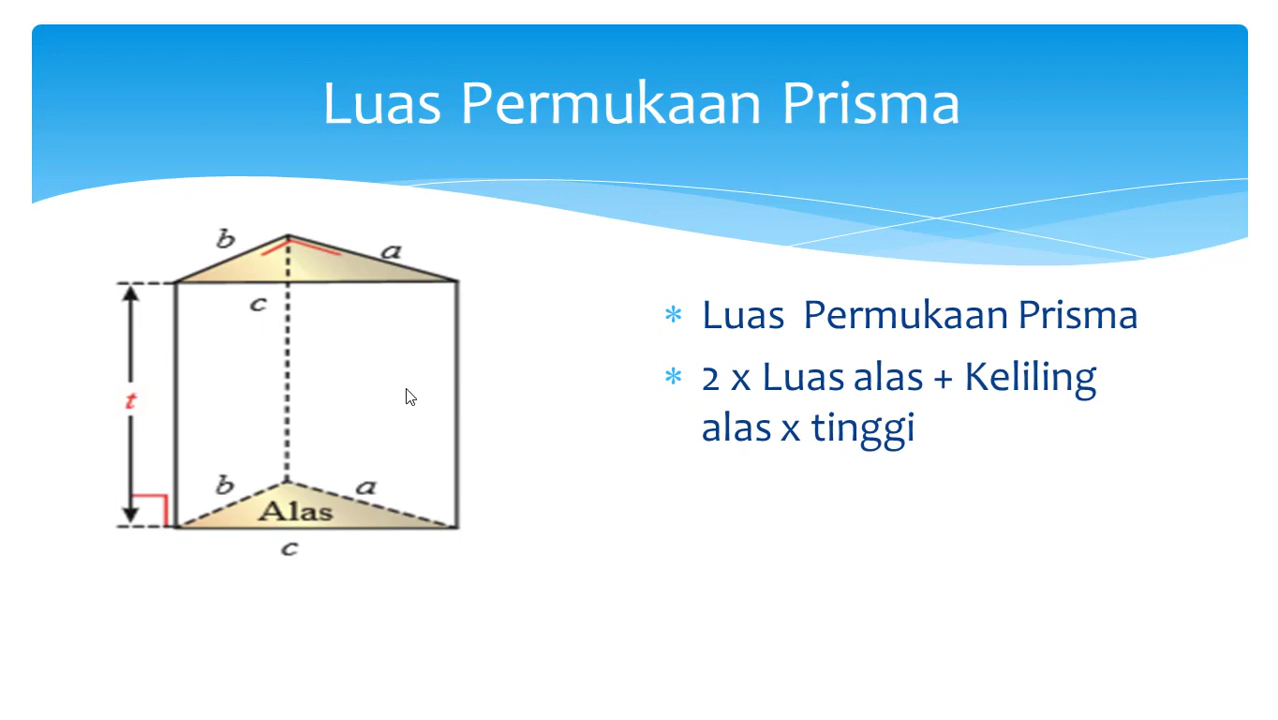 Luas Permukaan Prisma
b
a
c
t
b
a
Alas
c
* Luas Permukaan Prisma
* 2 x Luas alas + Keliling
alas x tinggi